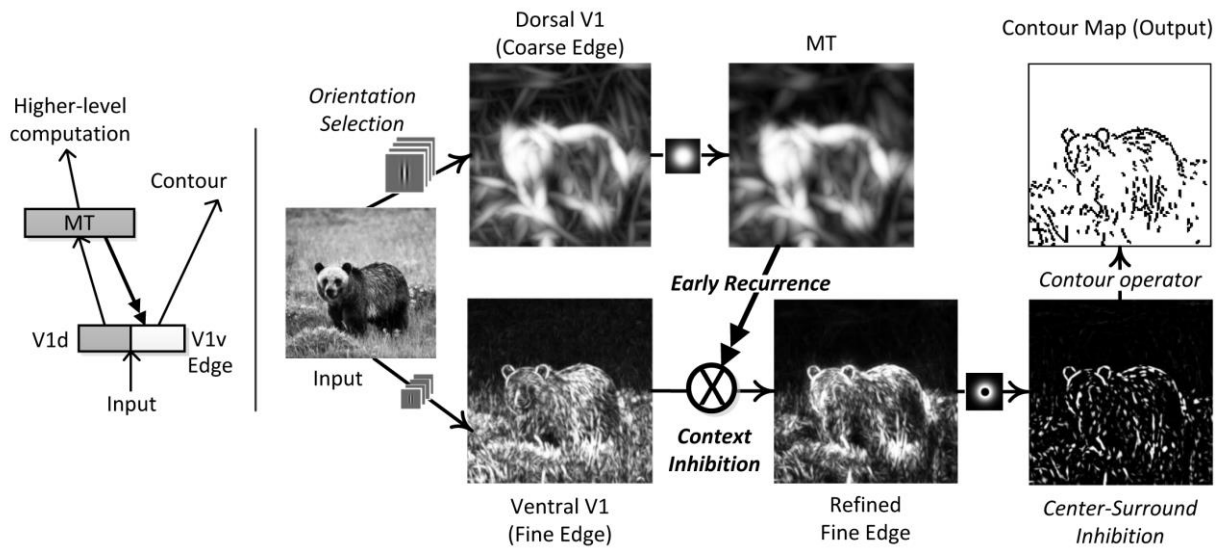 Higher-level
computation
MT
Contour
V1d
V1v
Edge
Input
Orientation
Selection
Input
Dorsal V1
(Coarse Edge)
MT
Early Recurrence
Context
Inhibition
Ventral V1
(Fine Edge)
Refined
Fine Edge
Contour Map (Output)
Contour operator
Center-Surround
Inhibition